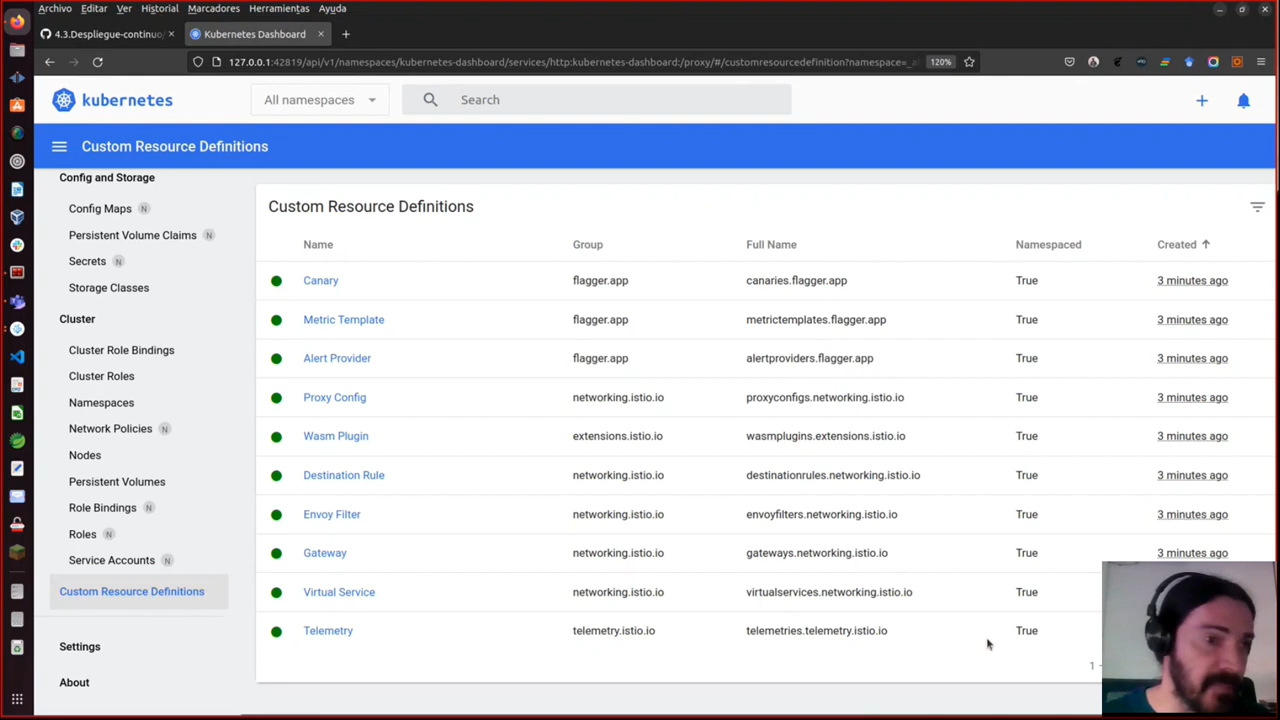 Archivo Editar Ver Historial Marcadores Herramientas Ayuda
4.3.Despliegue-continuo/
Kubernetes Dashboard
127.0.0.1:42819/api/v1/namespaces/kubernetes-dashboard/services/http:kubernetes-dashboard:/proxy/#/customresourcedefinition?namespace=_a
120%
kubernetes
All namespaces
Search
Custom Resource Definitions
Config and Storage
Config Maps N
Persistent Volume Claims N
Secrets N
Storage Classes
Cluster
Cluster Role Bindings
Cluster Roles
Namespaces
Network Policies N
Nodes
Persistent Volumes
Role Bindings N
Roles N
Service Accounts N
Custom Resource Definitions
Settings
About
Custom Resource Definitions
Name Group Full Name Namespaced Created
Canary flagger.app canaries.flagger.app True 3 minutes ago
Metric Template flagger.app metrictemplates.flagger.app True 3 minutes ago
Alert Provider flagger.app alertproviders.flagger.app True 3 minutes ago
Proxy Config networking.istio.io proxyconfigs.networking.istio.io True 3 minutes ago
Wasm Plugin extensions.istio.io wasmplugins.extensions.istio.io True 3 minutes ago
Destination Rule networking.istio.io destinationrules.networking.istio.io True 3 minutes ago
Envoy Filter networking.istio.io envoyfilters.networking.istio.io True 3 minutes ago
Gateway networking.istio.io gateways.networking.istio.io True 3 minutes ago
Virtual Service networking.istio.io virtualservices.networking.istio.io True
Telemetry telemetry.istio.io telemetries.telemetry.istio.io True
1